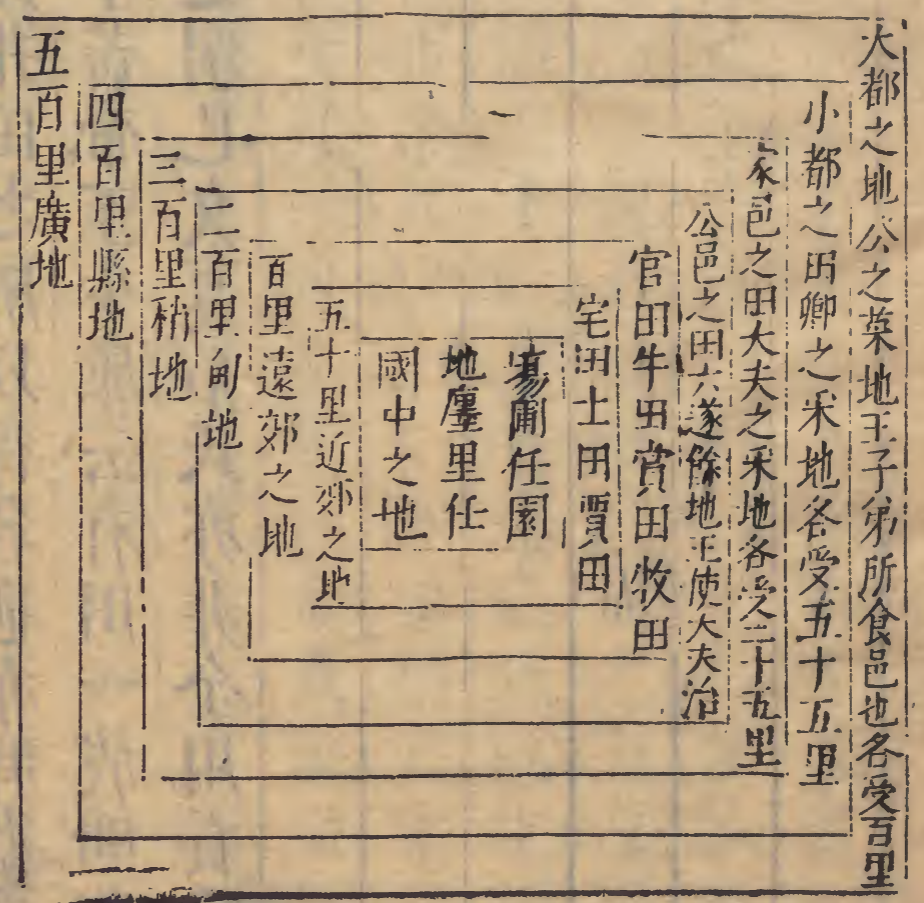 大都之地公之菜地王子弟所食邑也各受百里
小都之田卿之采地各受五十五里
家邑之田大夫之采地各受二十五里
公邑之田六遂餘地王使大夫治
官田牛田賞田牧田
宅田士田賈田
場圃任園
地廛里任
國中之地
五十里近郊之地
百里遠郊之地
二百里甸地
三百里稍地
四百里縣地
五百里廣地